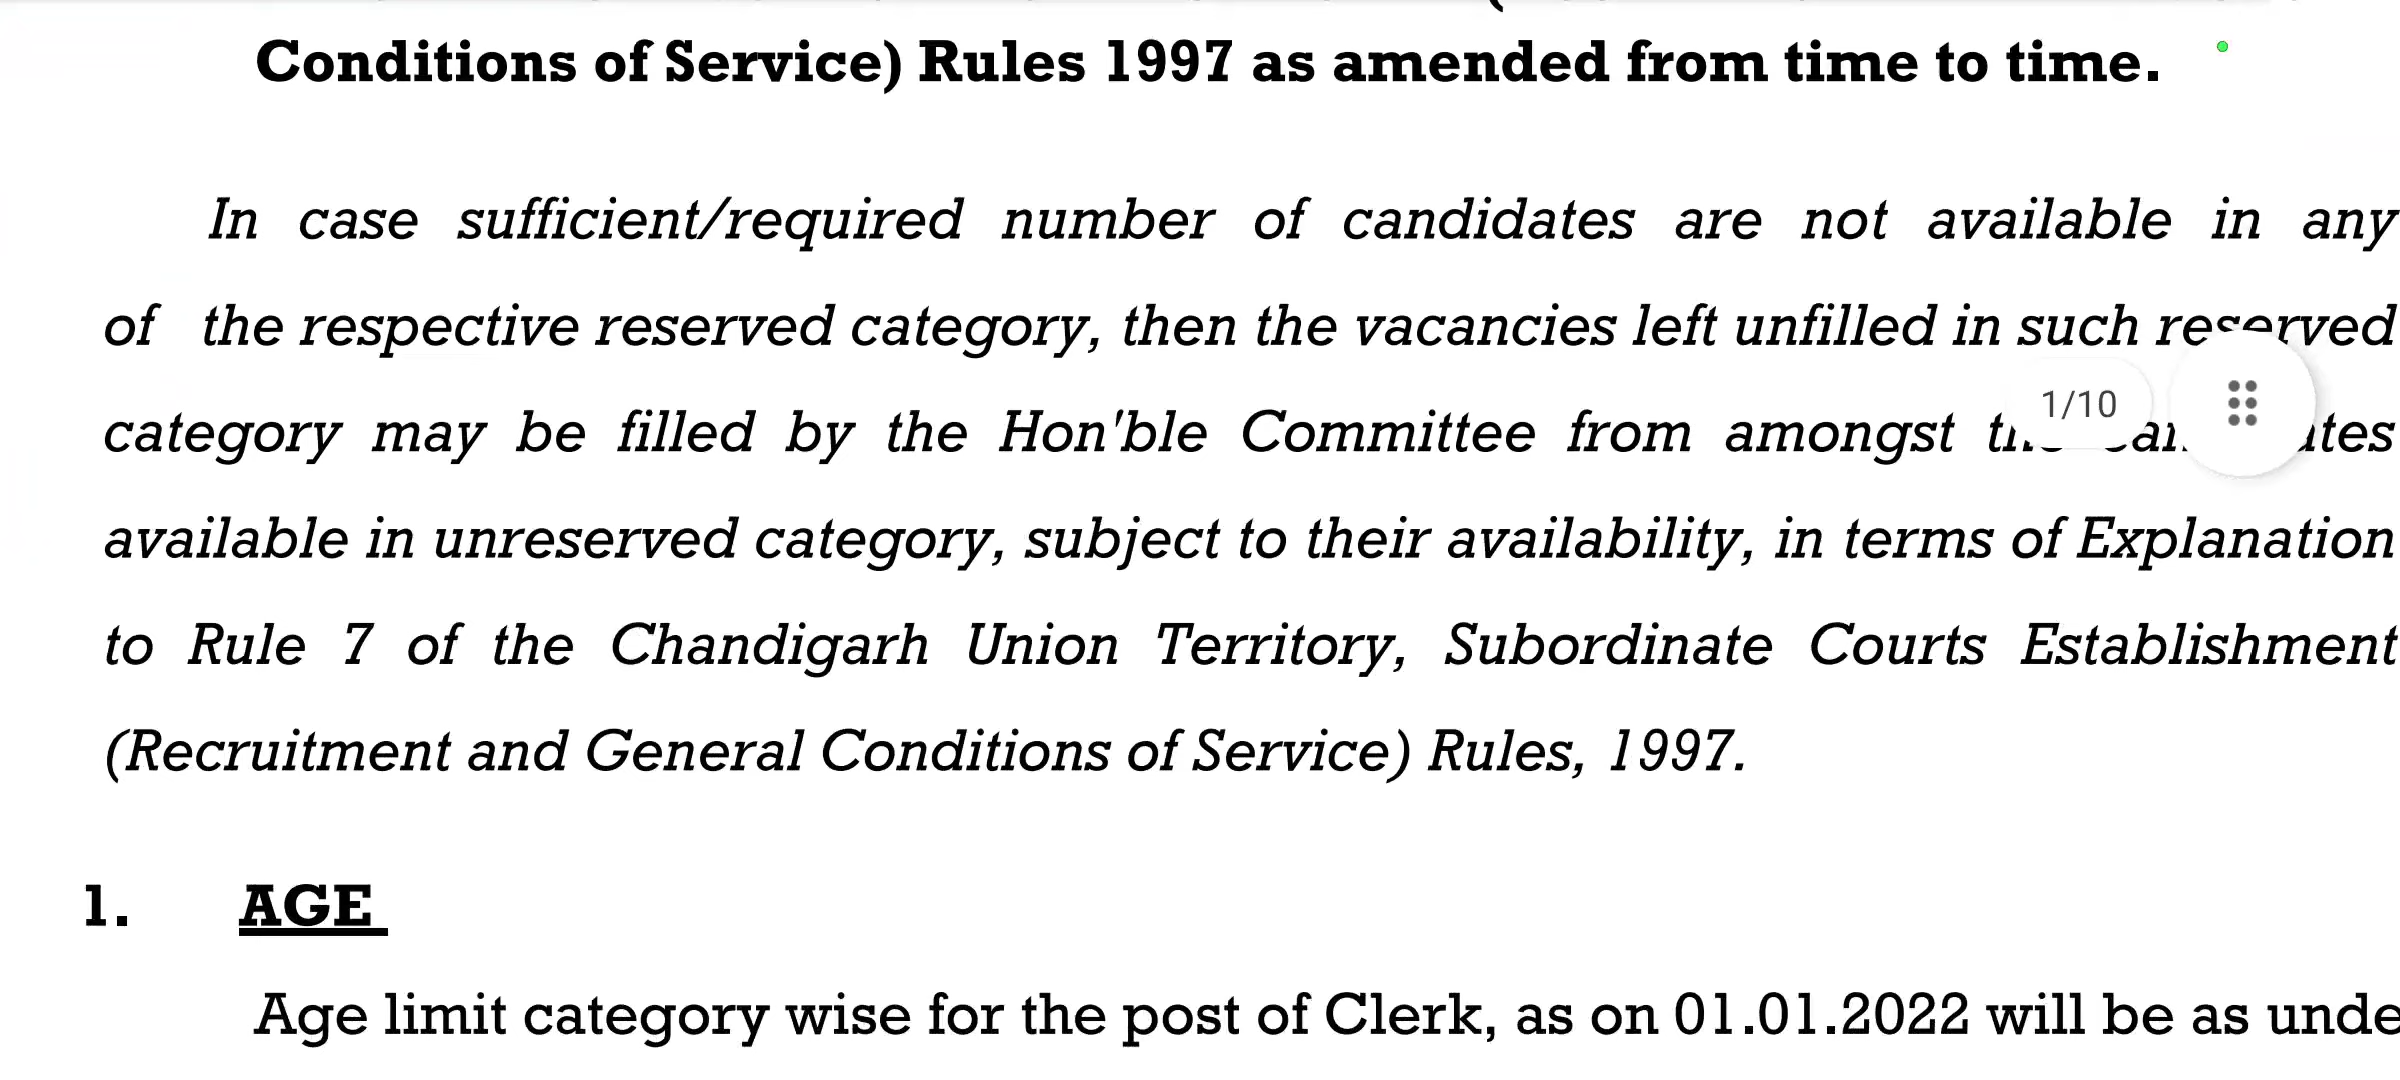 Conditions of Service) Rules 1997 as amended from time to time.
In case sufficient/required number of candidates are not available in any
of the respective reserved category, then the vacancies left unfilled in such reserved
category may be filled by the Hon'ble Committee from amongst
1/10
available in unreserved category, subject to their availability, in terms of Explanation
to Rule 7 of the Chandigarh Union Territory, Subordinate Courts Establishment
(Recruitment and General Conditions of Service) Rules, 1997.
1. AGE
Age limit category wise for the post of Clerk, as on 01.01.2022 will be as unde